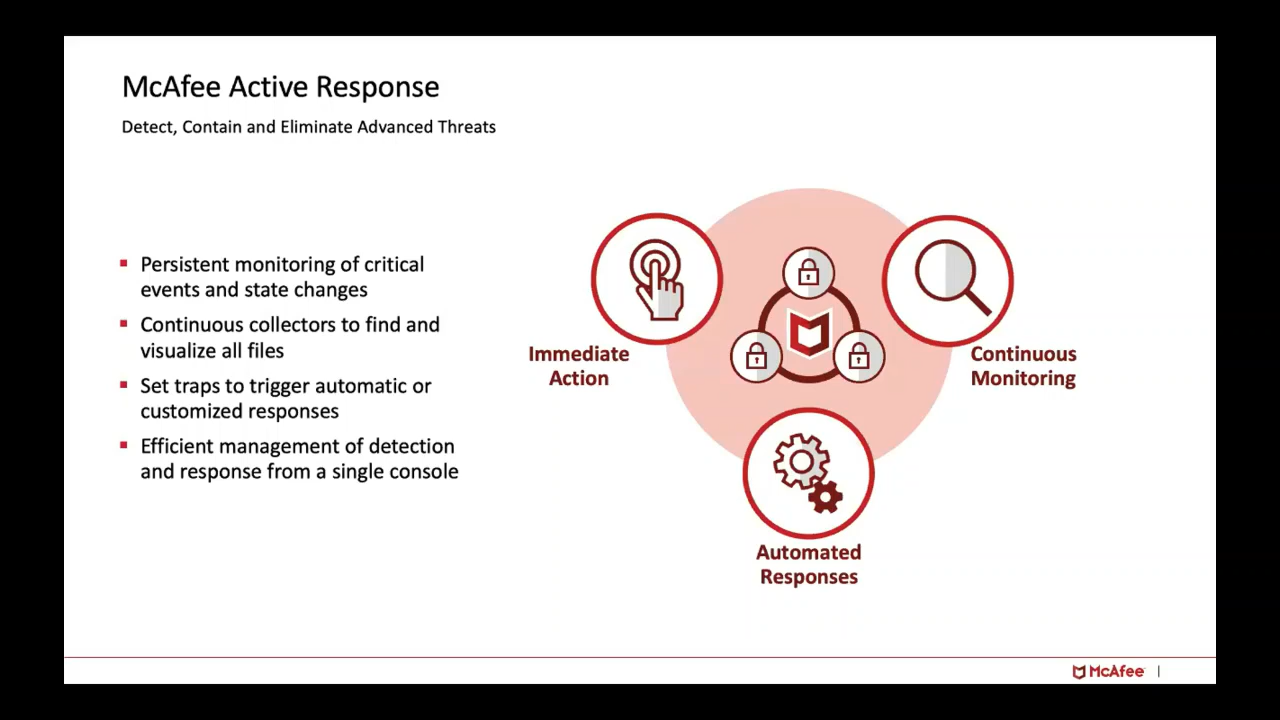 McAfee Active Response
Detect, Contain and Eliminate Advanced Threats
Persistent monitoring of critical
events and state changes
Continuous collectors to find and
visualize all files
Set traps to trigger automatic or
customized responses
Efficient management of detection
and response from a single console
Immediate
Action
Continuous
Monitoring
Automated
Responses
McAfee |